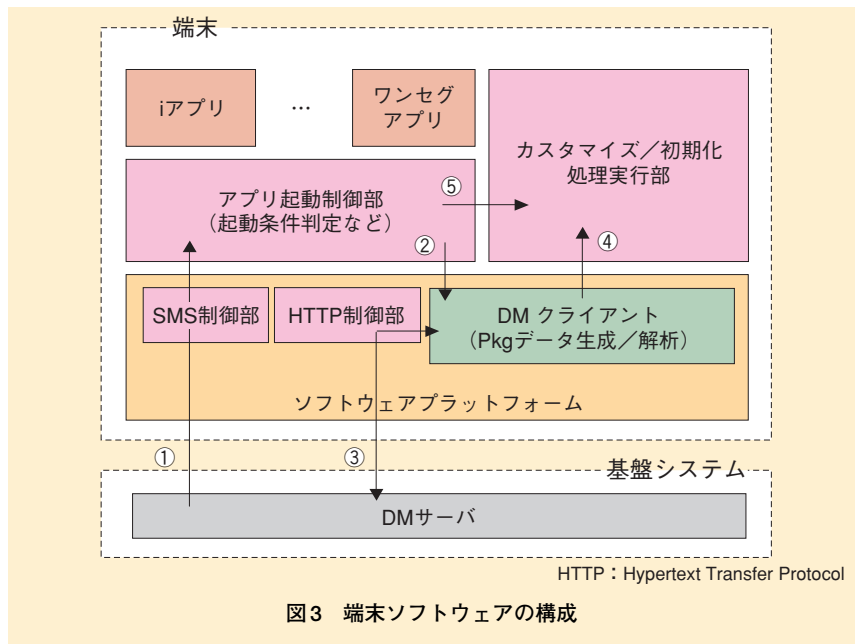 端末
iアプリ
…
ワンセグ
アプリ
カスタマイズ／初期化
処理実行部
アプリ起動制御部
（起動条件判定など）
⑤
②
④
SMS制御部
HTTP制御部
DM クライアント
（Pkgデータ生成／解析）
ソフトウェアプラットフォーム
①
③
基盤システム
DMサーバ
HTTP：Hypertext Transfer Protocol
図3 端末ソフトウェアの構成